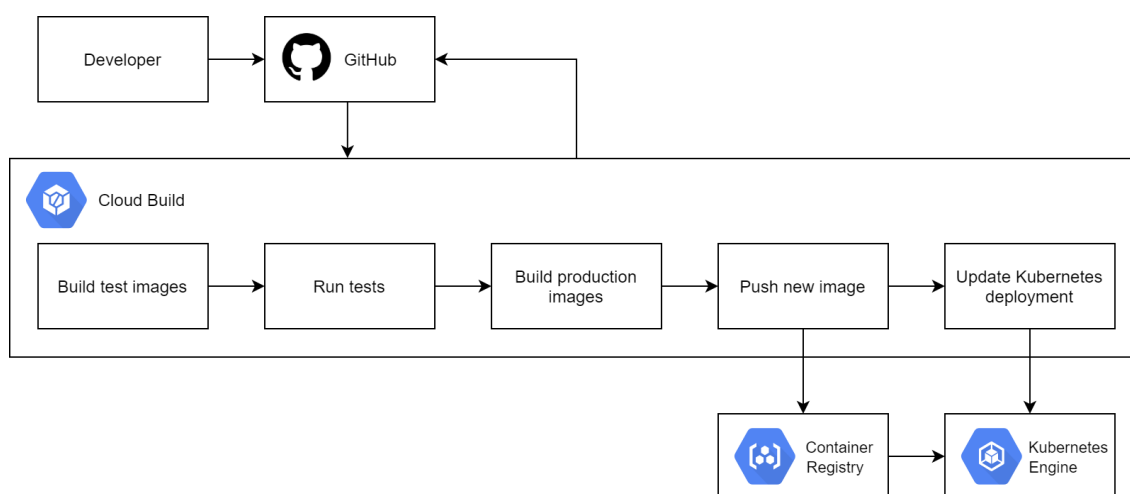 Developer
GitHub
Cloud Build
Build test images
Run tests
Build production
images
Push new image
Update Kubernetes
deployment
Container
Registry
Kubernetes
Engine